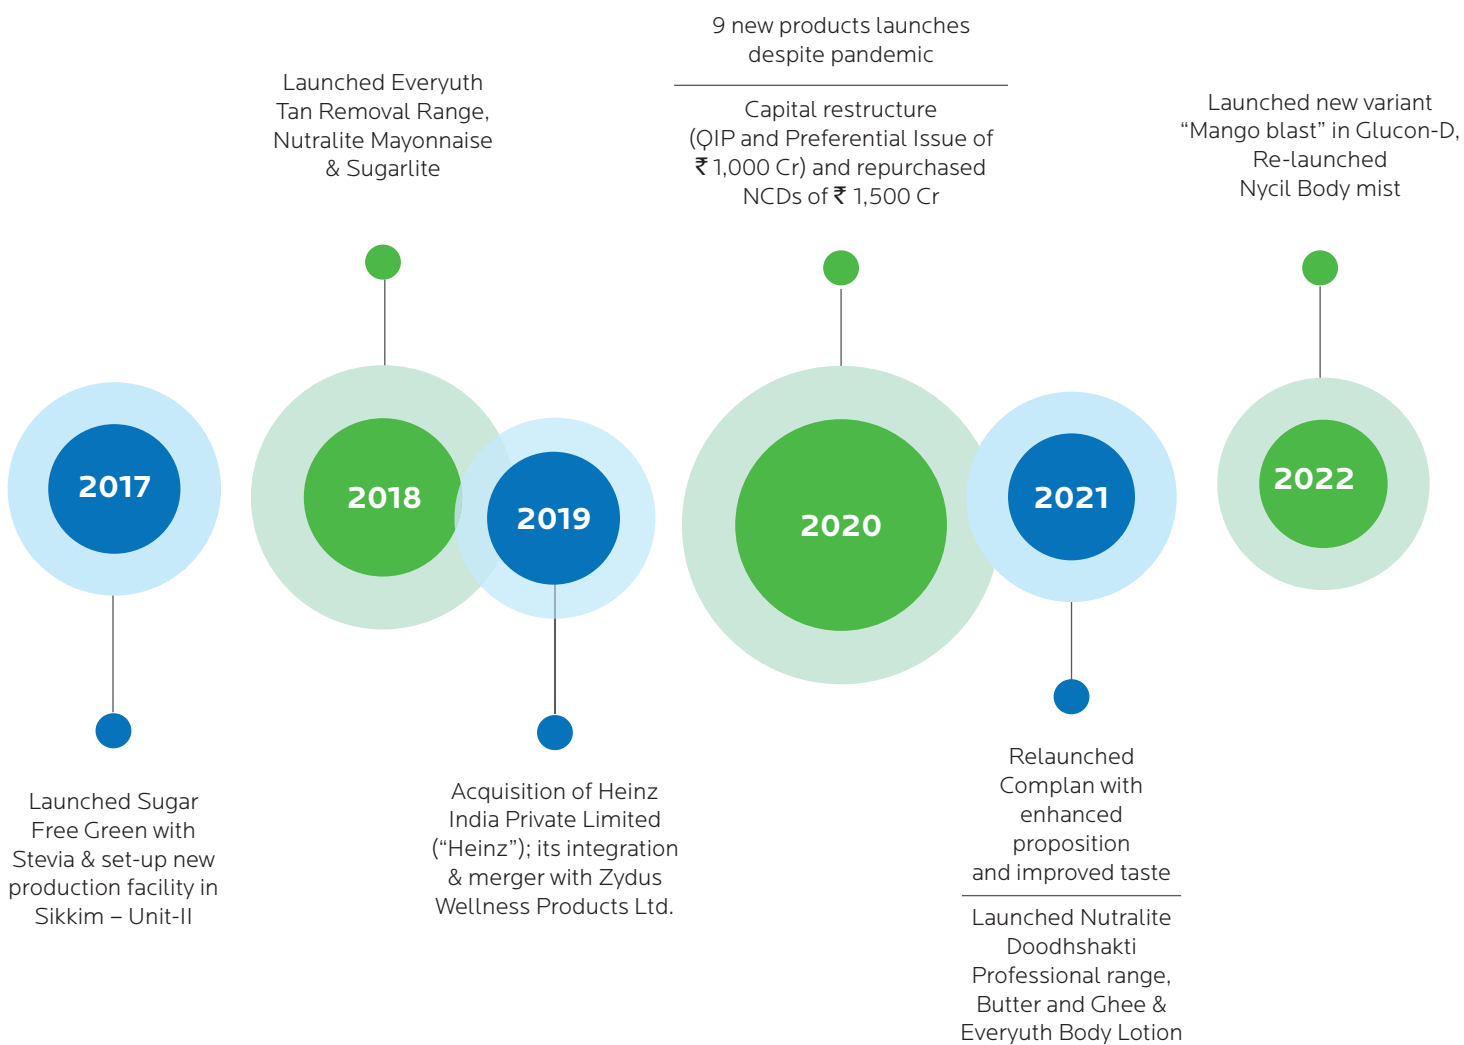 2017
Launched Sugar
Free Green with
Stevia & set-up new
production facility in
Sikkim – Unit-II
Launched Everyuth
Tan Removal Range,
Nutralite Mayonnaise
& Sugarlite
2018
2019
Acquisition of Heinz
India Private Limited
(“Heinz”); its integration
& merger with Zydus
Wellness Products Ltd.
9 new products launches
despite pandemic
Capital restructure
(QIP and Preferential Issue of
₹ 1,000 Cr) and repurchased
NCDs of ₹ 1,500 Cr
2020
2021
Relaunched
Complan with
enhanced
proposition
and improved taste
Launched Nutralite
Doodhshakti
Professional range,
Butter and Ghee &
Everyuth Body Lotion
Launched new variant
“Mango blast” in Glucon-D,
Re-launched
Nycil Body mist
2022